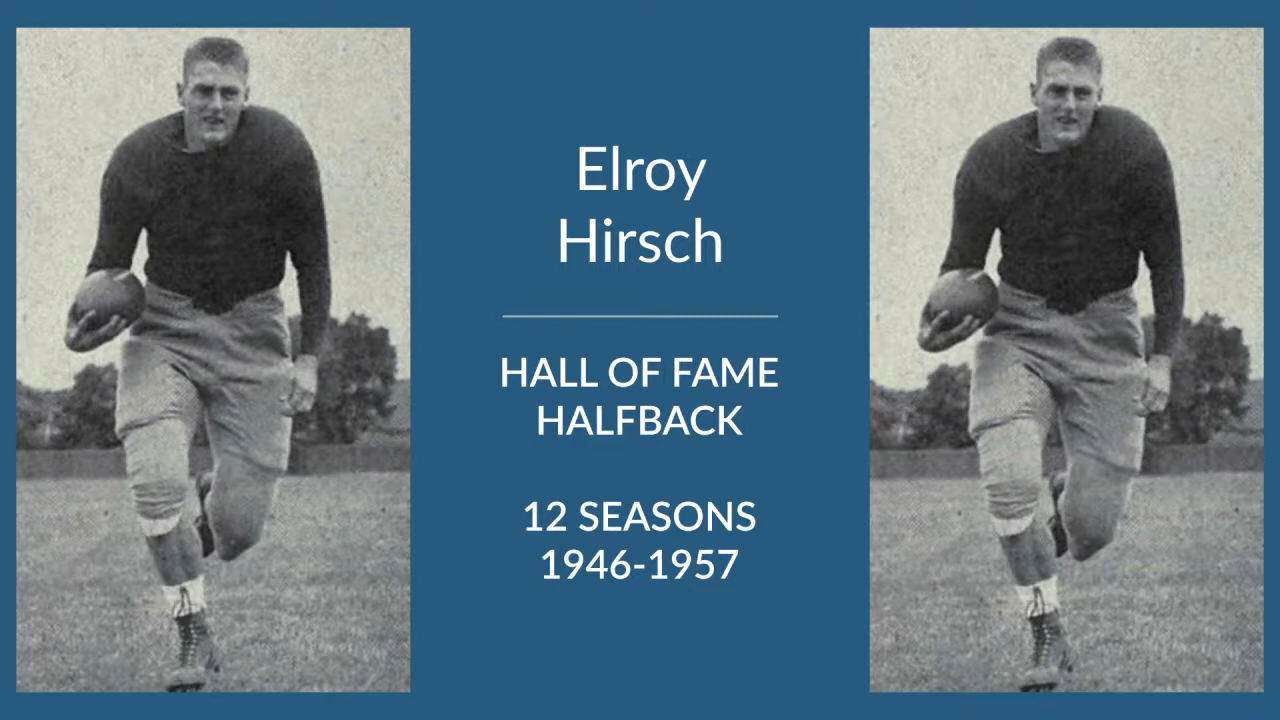 Elroy
Hirsch
HALL OF FAME
HALFBACK
12 SEASONS
1946-1957